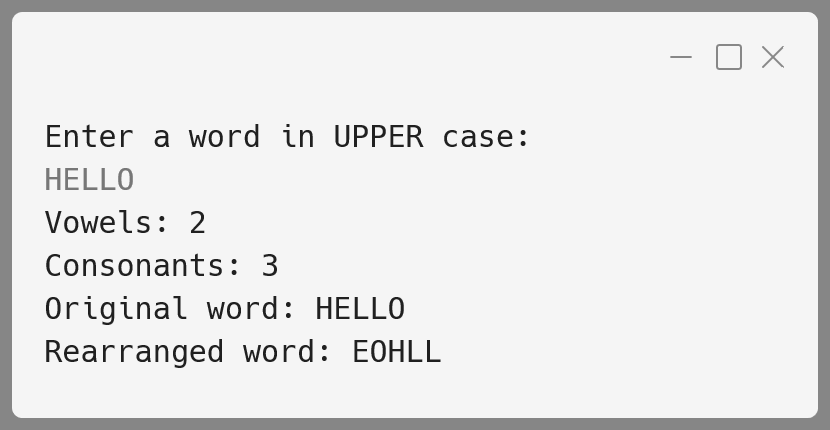 Enter a word in UPPER case:
HELLO
Vowels: 2
Consonants: 3
Original word: HELLO
Rearranged word: EOHLL